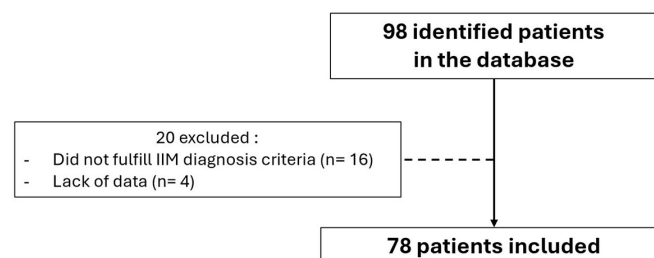 98 identified patients
in the database
20 excluded :
- Did not fulfill IIM diagnosis criteria (n= 16)
- Lack of data (n= 4)
78 patients included